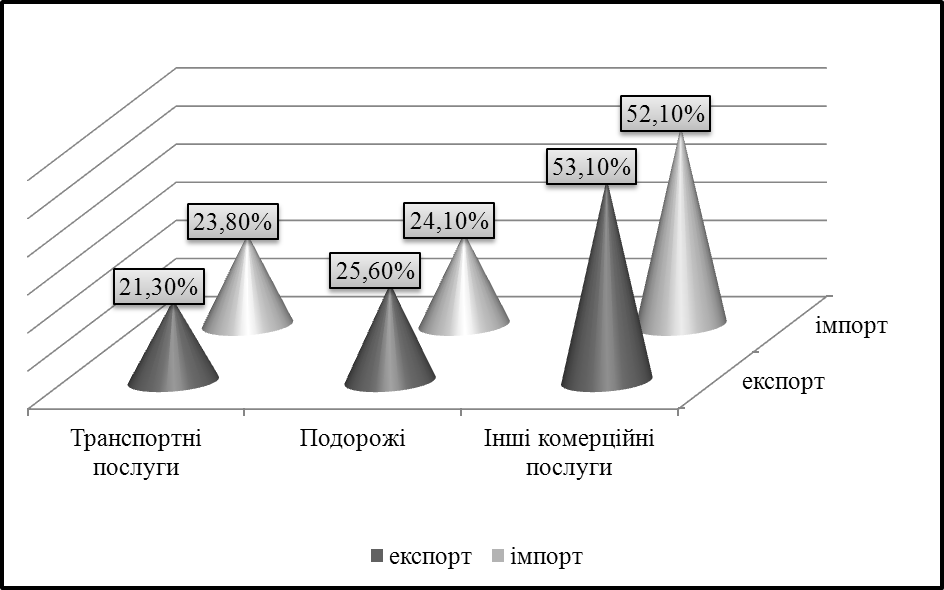 52,10%
53,10%
23,80%
24,10%
25,60%
21,30%
імпорт
експорт
Транспортні
послуги
Подорожі
Інші комерційні
послуги
експорт
імпорт